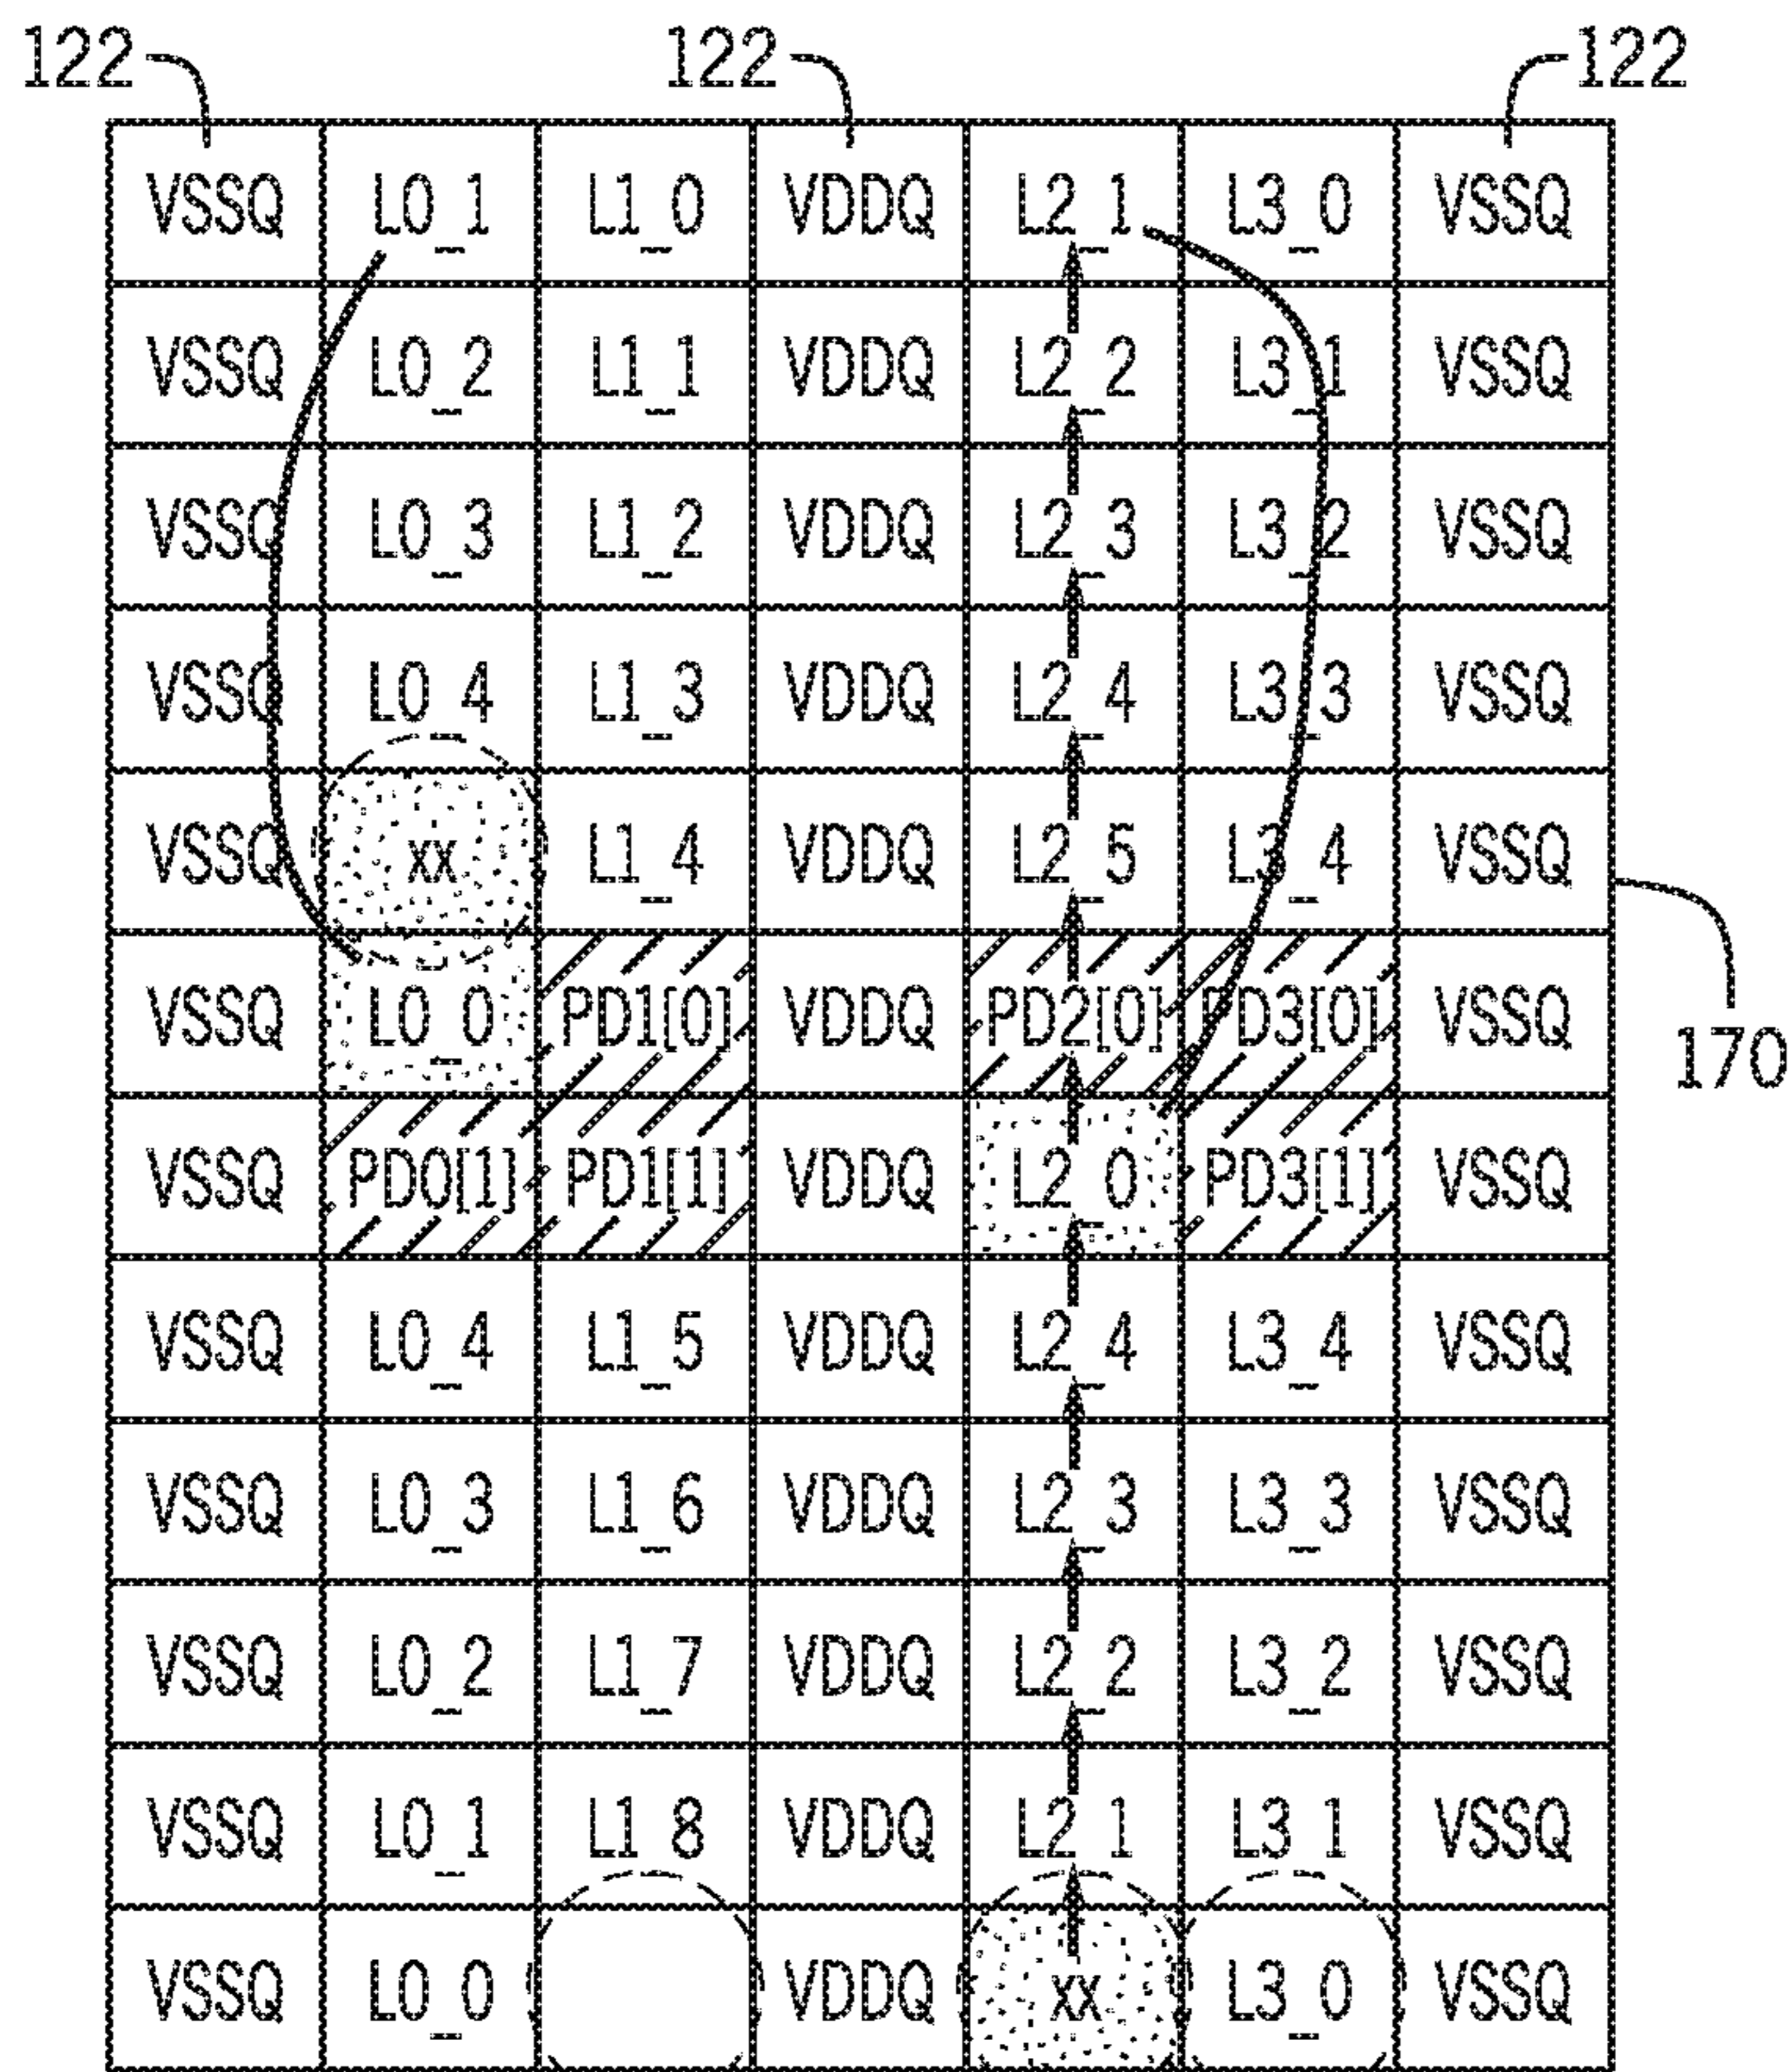 122 122 122
VSSQ L0_1 L1_0 VDDQ L2_1 L3_0 VSSQ
VSSQ L0_2 L1_1 VDDQ L2_2 L3_1 VSSQ
VSSQ L0_3 L1_2 VDDQ L2_3 L3_2 VSSQ
VSSQ L0_4 L1_3 VDDQ L2_4 L3_3 VSSQ
VSSQ XX L1_4 VDDQ L2_5 L3_4 VSSQ
VSSQ L0_0 PD1[0] VDDQ PD2[0] PD3[0] VSSQ
170
VSSQ PD0[1] PD1[1] VDDQ L2_0 PD3[1] VSSQ
VSSQ L0_4 L1_5 VDDQ L2_4 L3_4 VSSQ
VSSQ L0_3 L1_6 VDDQ L2_3 L3_3 VSSQ
VSSQ L0_2 L1_7 VDDQ L2_2 L3_2 VSSQ
VSSQ L0_1 L1_8 VDDQ L2_1 L3_1 VSSQ
VSSQ L0_0 VDDQ XX L3_0 VSSQ